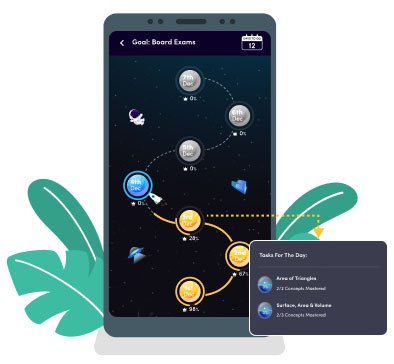 Goal: Board Exams
12
7th
Dec
0%
6th
Dec
0%
5th
Dec
0%
4th
Dec
0%
3rd
Dec
28%
2nd
Dec
67%
1st
Dec
98%
Tasks For The Day:
Area of Triangles
2/2 Concepts Mastered
Surface, Area & Volume
2/3 Concepts Mastered